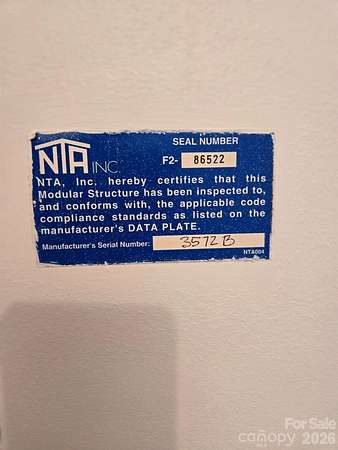 NTA INC.
SEAL NUMBER
F2- 86522
NTA, Inc. hereby certifies that this
Modular Structure has been inspected to,
and conforms with, the applicable code
compliance standards as listed on the
manufacturer's DATA PLATE.
Manufacturer's Serial Number: 3572B
NTA004
For Sale
canopy 2026